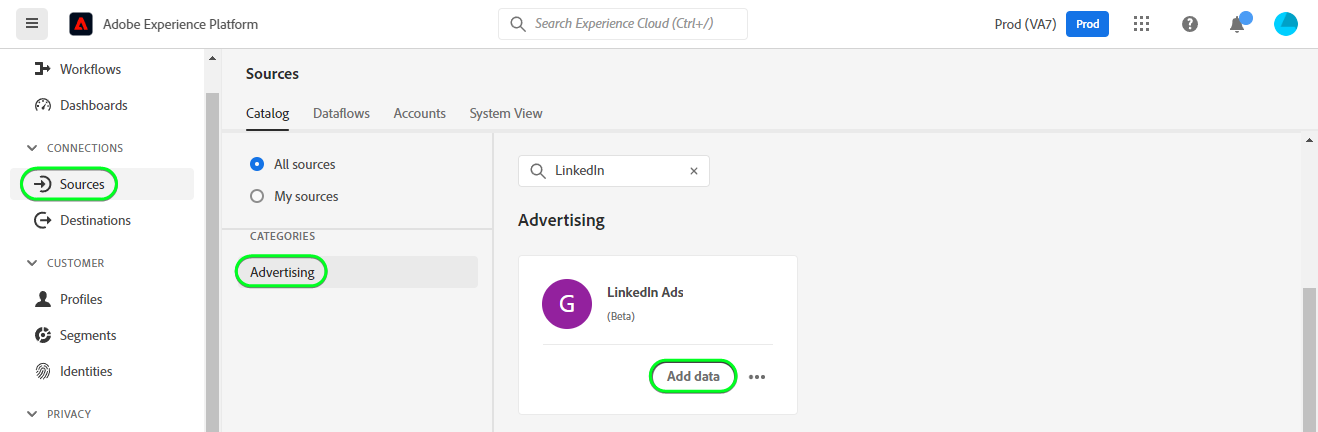 Adobe Experience Platform
Search Experience Cloud (Ctrl+/)
Prod (VA7)
Prod
Workflows
Dashboards
CONNECTIONS
Sources
Destinations
CUSTOMER
Profiles
Segments
Identities
PRIVACY
Sources
Catalog Dataflows Accounts System View
All sources
My sources
CATEGORIES
Advertising
LinkedIn
Advertising
G
LinkedIn Ads
(Beta)
Add data